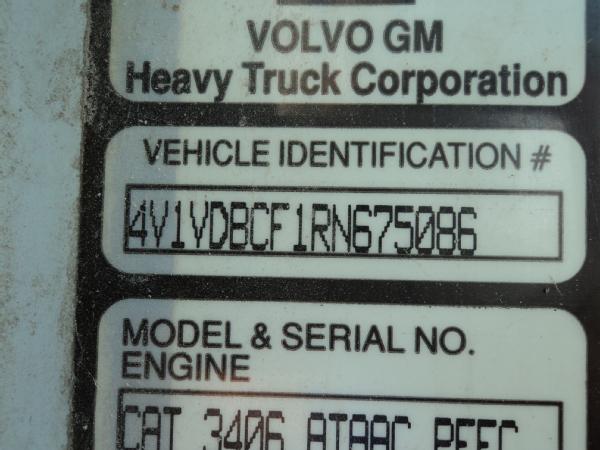 VOLVO GM
Heavy Truck Corporation
VEHICLE IDENTIFICATION #
4V1VDBCF1RN675086
MODEL & SERIAL NO.
ENGINE
CAT 3406 ATAAC PEEC